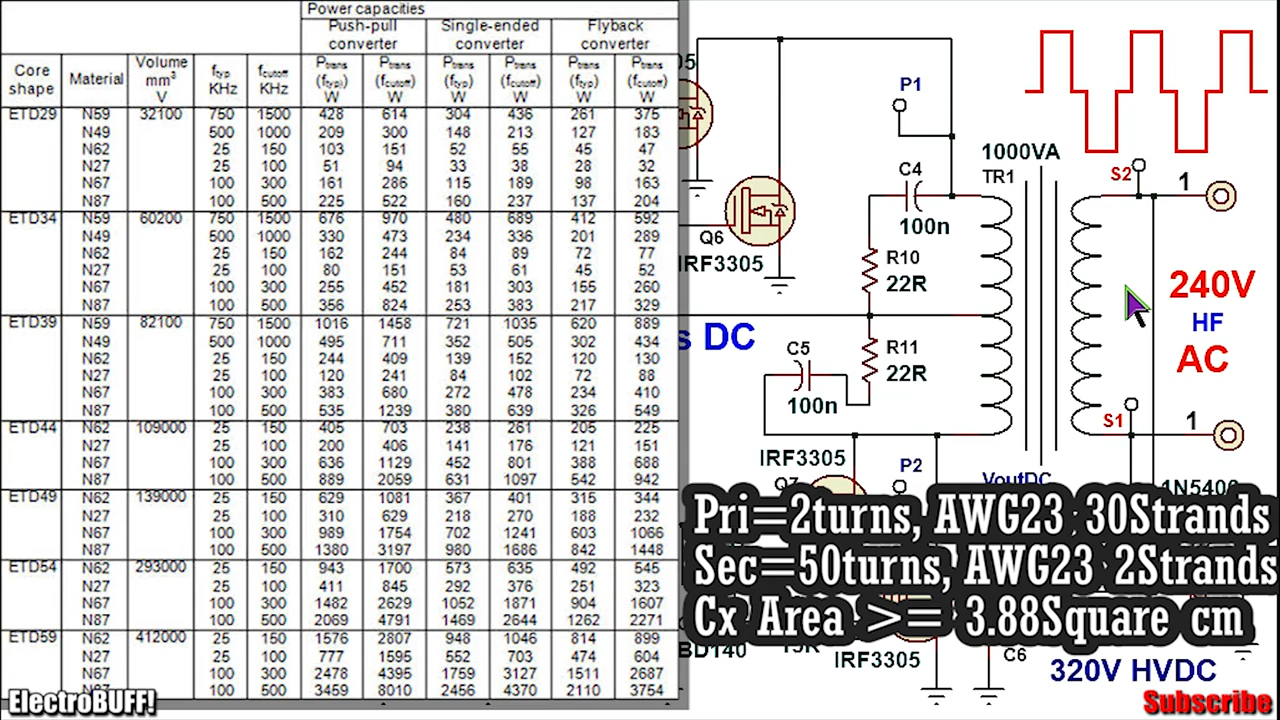 Power capacities
Push-pull converter Single-ended converter Flyback converter
Core shape Material Volume mm³ V ftyp KHz fcutoff KHz Ptrans (ftyp) W Ptrans (fcutoff) W Ptrans (ftyp) W Ptrans (fcutoff) W Ptrans (ftyp) W Ptrans (fcutoff) W
ETD29 N59 32100 750 1500 428 614 304 436 261 375
N49 500 1000 209 300 148 213 127 183
N62 25 150 103 151 52 55 45 47
N27 25 100 51 94 33 38 28 32
N67 100 300 161 286 115 189 98 163
N87 100 500 225 522 160 237 137 204
ETD34 N59 60200 750 1500 676 970 480 689 412 592
N49 500 1000 330 473 234 336 201 289
N62 25 150 162 244 84 89 72 77
N27 25 100 80 151 53 61 45 52
N67 100 300 255 452 181 303 155 260
N87 100 500 356 824 253 383 217 329
ETD39 N59 82100 750 1500 1016 1458 721 1035 620 889
N49 500 1000 495 711 352 505 302 434
N62 25 150 244 409 139 152 120 130
N27 25 100 120 241 84 102 72 88
N67 100 300 383 680 272 478 234 410
N87 100 500 535 1239 380 639 326 549
ETD44 N62 109000 25 150 405 703 238 261 205 225
N27 25 100 200 406 141 176 121 151
N67 100 300 636 1129 452 801 388 688
N87 100 500 889 2059 631 1097 542 942
ETD49 N62 139000 25 150 629 1081 367 401 315 344
N27 25 100 310 629 218 270 188 232
N67 100 300 989 1754 702 1241 603 1066
N87 100 500 1380 3197 980 1686 842 1448
ETD54 N62 293000 25 150 943 1700 573 635 492 545
N27 25 100 411 845 292 376 251 323
N67 100 300 1482 2629 1052 1871 904 1607
N87 100 500 2069 4791 1469 2644 1262 2271
ETD59 N62 412000 25 150 1576 2807 948 1046 814 899
N27 25 100 777 1595 552 703 474 604
N67 100 300 2478 4395 1759 3127 1511 2687
100 500 3459 8010 2456 4370 2110 3754
ElectroBUFF!
P1
1000VA
TR1
S2
1
C4
100n
Q6
IRF3305
R10
22R
240V
HF
AC
s DC
C5
100n
R11
22R
S1
1
IRF3305
Q7
P2
VoutDC
1N5400
Pri=2turns, AWG23 30Strands
Sec=50turns, AWG23 2Strands
Cx Area >= 3.88Square cm
BD140
15R
IRF3305
C6
320V HVDC
Subscribe